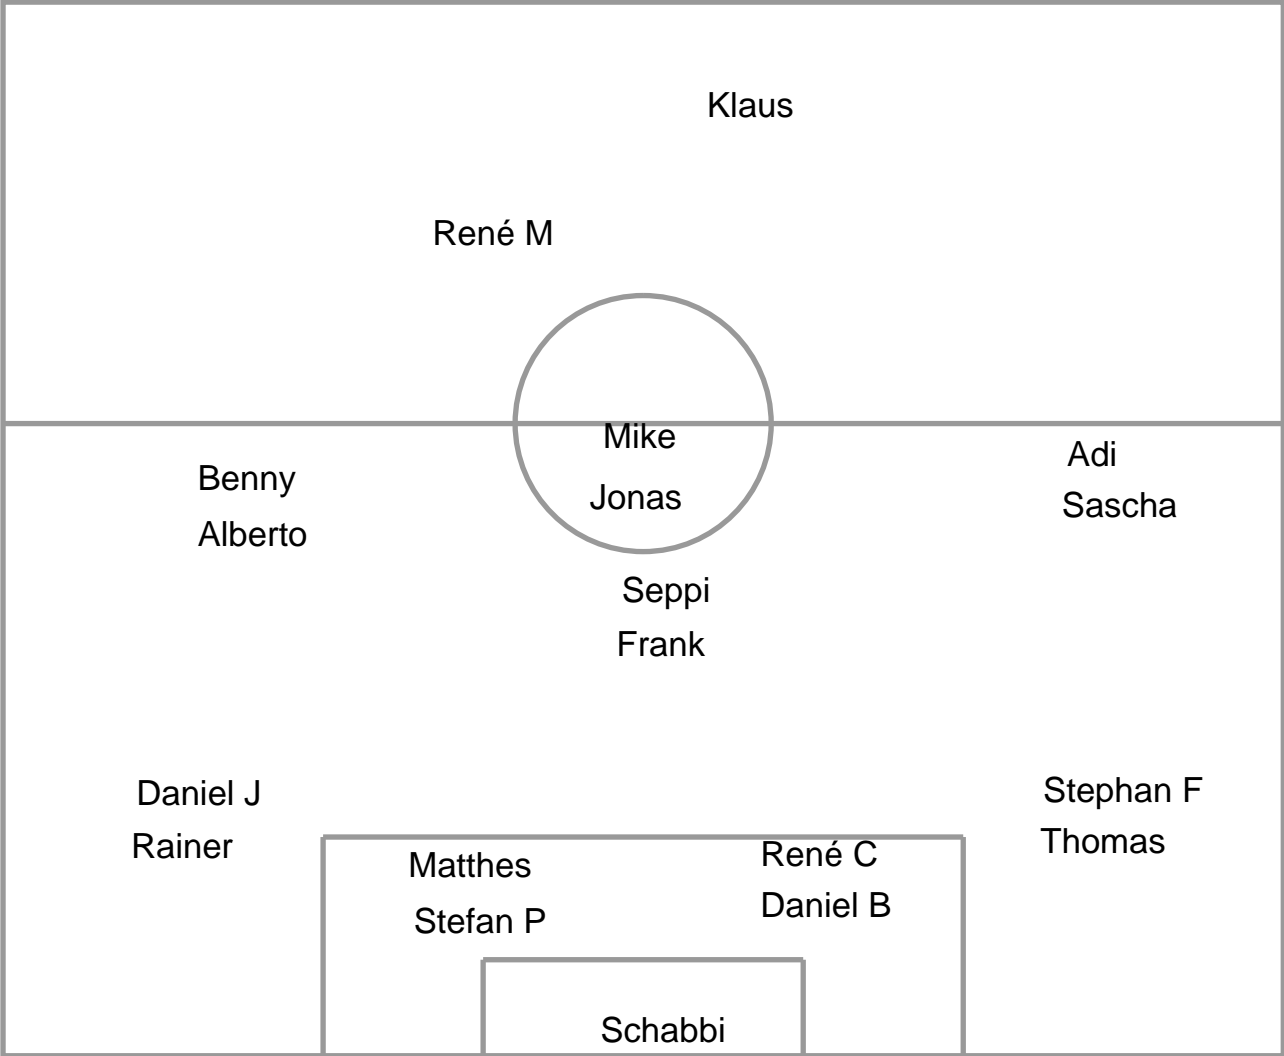 Klaus
René M
Mike
Adi
Benny
Jonas
Sascha
Alberto
Seppi
Frank
Daniel J
Stephan F
Rainer
Thomas
Matthes
René C
Stefan P
Daniel B
Schabbi